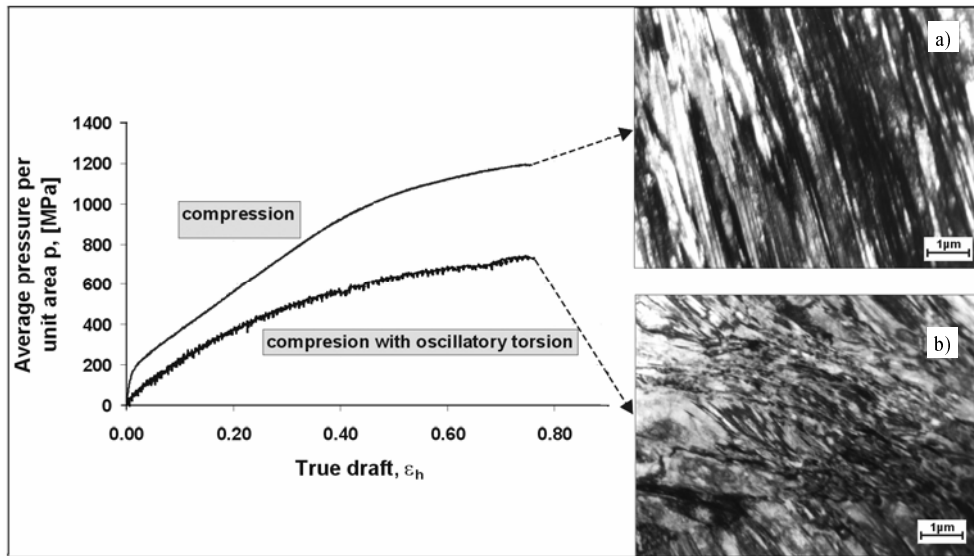 Average pressure per
unit area p, [MPa]
1400
1200
1000
800
600
400
200
0
0.00
0.20
0.40
0.60
0.80
True draft, εh
compression
compresion with oscillatory torsion
a)
1µm
b)
1µm